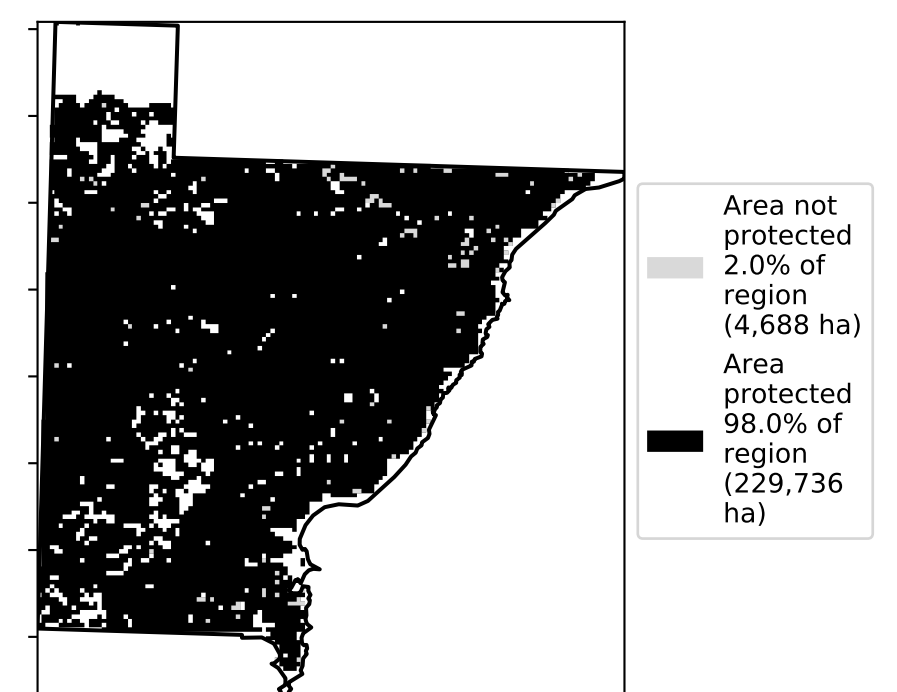 Area not
protected
2.0% of
region
(4,688 ha)
Area
protected
98.0% of
region
(229,736
ha)